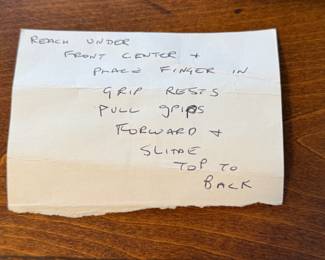 REACH UNDER
FRONT CENTER +
PLACE FINGER IN
GRIP RESTS
PULL GRIPS
FORWARD +
SLIDE
TOP TO
BACK